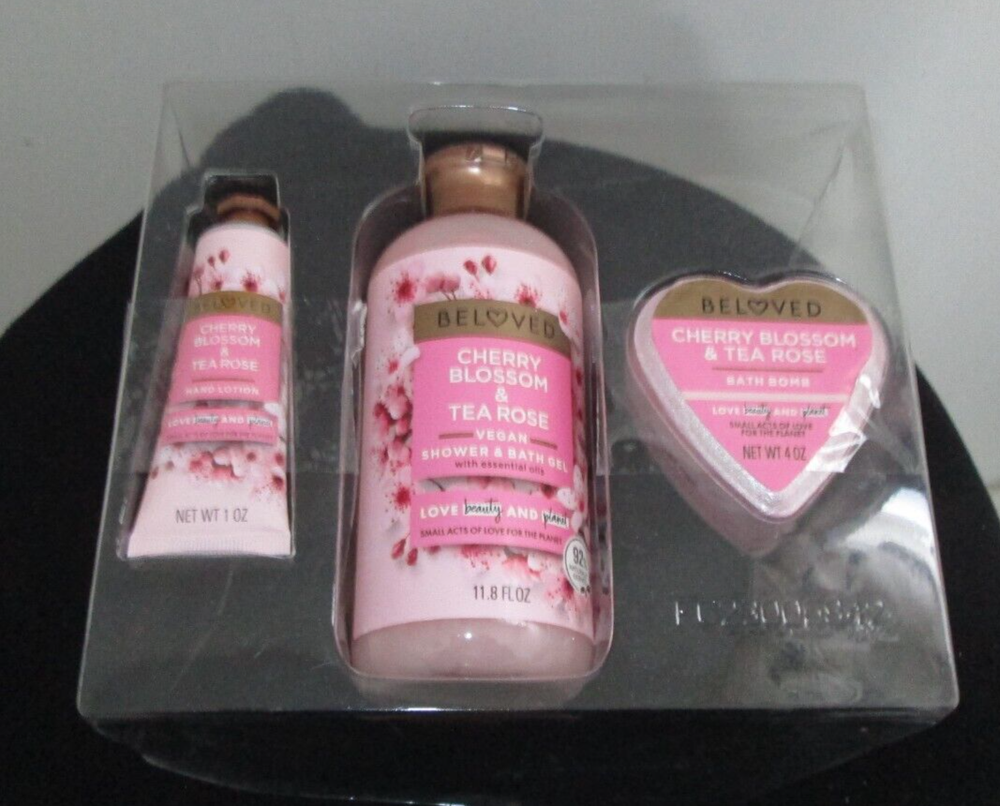 BELOVED
CHERRY
BLOSSOM
&
TEA ROSE
HAND LOTION
NET WT 1 OZ
BELOVED
CHERRY
BLOSSOM
&
TEA ROSE
VEGAN
SHOWER & BATH GEL
with essential oils
LOVE beauty AND planet
SMALL ACTS OF LOVE FOR THE PLANET
92%
11.8 FL OZ
BELOVED
CHERRY BLOSSOM
& TEA ROSE
BATH BOMB
LOVE beauty AND planet
SMALL ACTS OF LOVE
FOR THE PLANET
NET WT 4 OZ